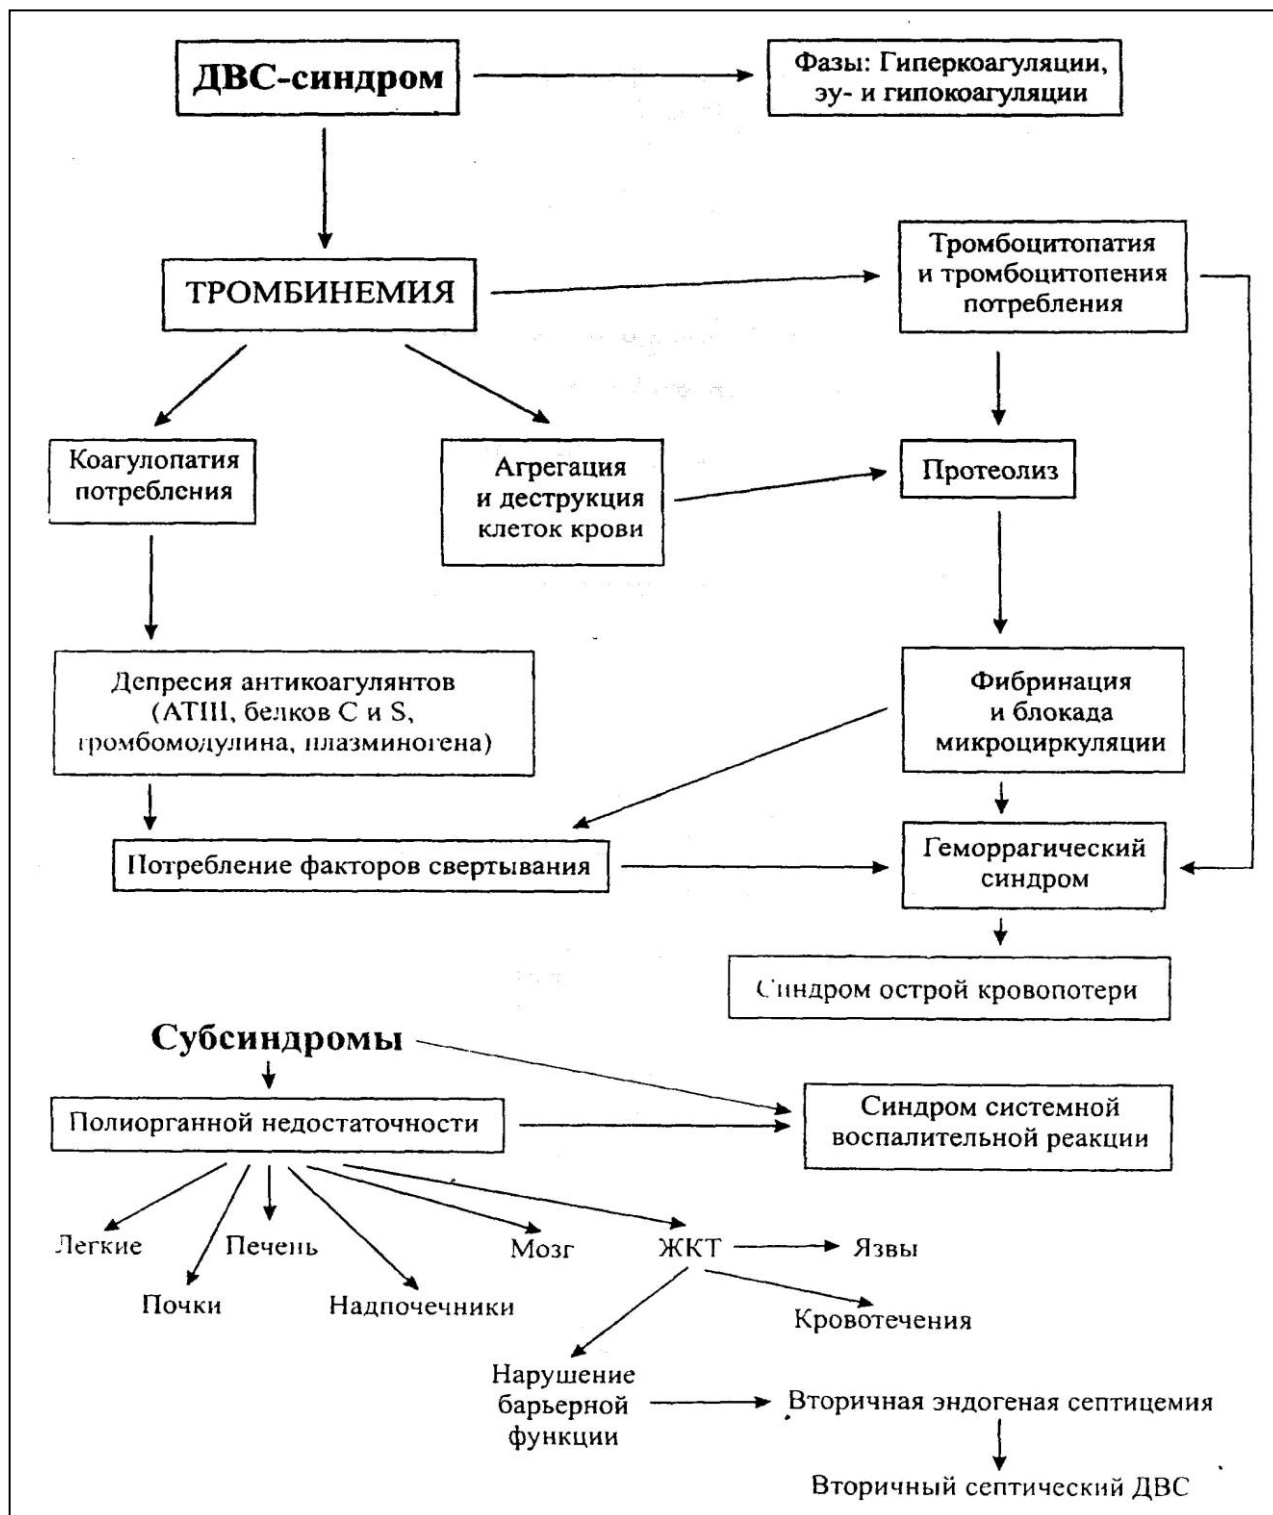 ДВС-синдром
Фазы: Гиперкоагуляции,
эу- и гипокоагуляции
ТРОМБИНЕМИЯ
Тромбоцитопатия
и тромбоцитопения
потребления
Коагулопатия
потребления
Агрегация
и деструкция
клеток крови
Протеолиз
Депресия антикоагулянтов
(АТІІІ, белков С и S,
тромбомодулина, плазминогена)
Фибринация
и блокада
микроциркуляции
Потребление факторов свертывания
Геморрагический
синдром
Синдром острой кровопотери
Субсиндромы
Полиорганной недостаточности
Синдром системной
воспалительной реакции
Легкие
Печень
Мозг
ЖКТ
Язвы
Почки
Надпочечники
Кровотечения
Нарушение
барьерной
функции
Вторичная эндогеная септицемия
Вторичный септический ДВС